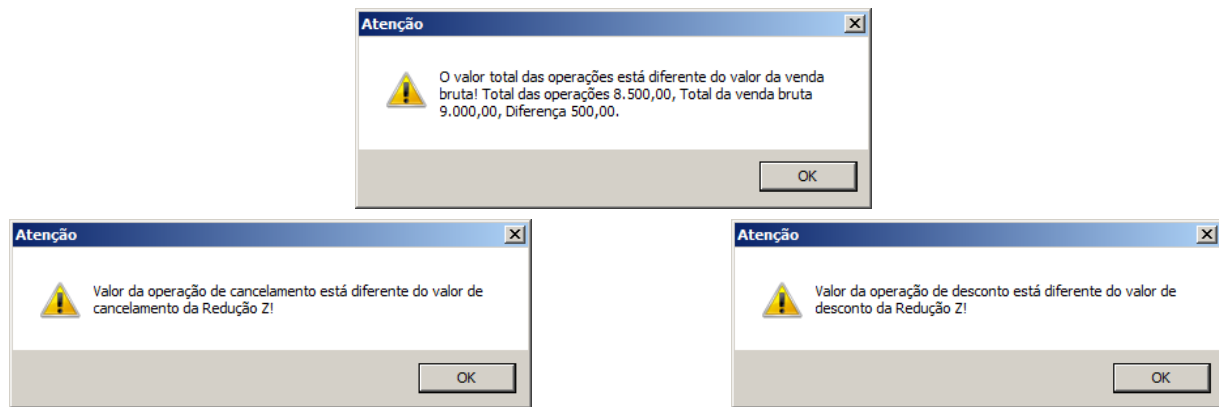 Atenção
O valor total das operações está diferente do valor da venda
bruta! Total das operações 8.500,00, Total da venda bruta
9.000,00, Diferença 500,00.
OK
Atenção
Valor da operação de cancelamento está diferente do valor de
cancelamento da Redução Z!
OK
Atenção
Valor da operação de desconto está diferente do valor de
desconto da Redução Z!
OK